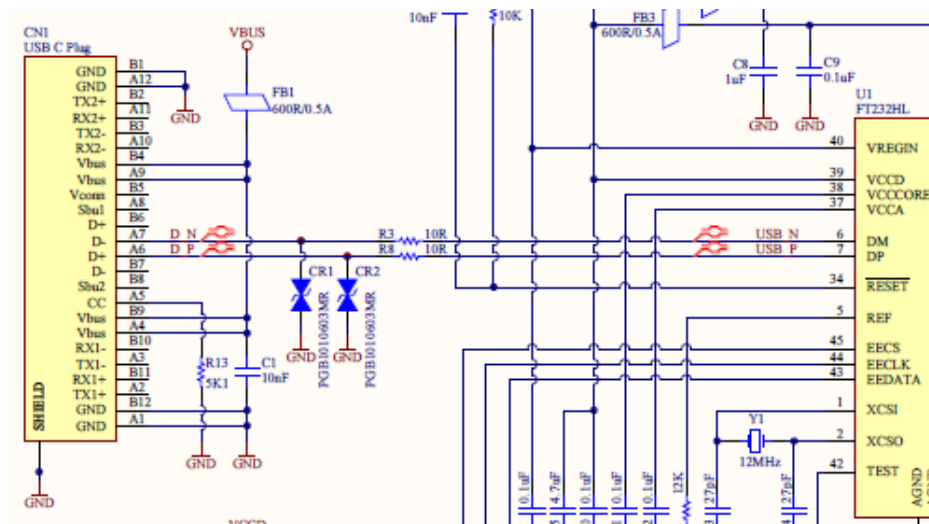 CN1
USB C Plug
GND
GND
TX2+
RX2+
TX2-
RX2-
Vbus
Vbus
Vconn
Sbu1
D+
D-
D+
D-
Sbu2
CC
Vbus
Vbus
RX1-
TX1-
RX1+
TX1+
GND
GND
SHIELD
B1
A12
B2
A11
B3
A10
B4
A9
B5
A8
B6
A7
A6
B7
B8
A5
B9
A4
B10
A3
B11
A2
B12
A1
GND
GND
VBUS
FB1
600R/0.5A
D_N
D_P
R13
5K1
GND
C1
10nF
GND
CR1
PGB1010603MR
GND
CR2
PGB1010603MR
GND
R3
10R
R8
10R
10nF
10K
FB3
600R/0.5A
C8
1uF
GND
C9
0.1uF
GND
USB_N
USB_P
U1
FT232HL
40 VREGIN
39 VCCD
38 VCCCORE
37 VCCA
6 DM
7 DP
34 RESET
5 REF
45 EECS
44 EECLK
43 EEDATA
1 XCSI
2 XCSO
42 TEST
AGND
Y1
12MHz
0.1uF
4.7uF
0.1uF
0.1uF
0.1uF
12K
27pF
27pF